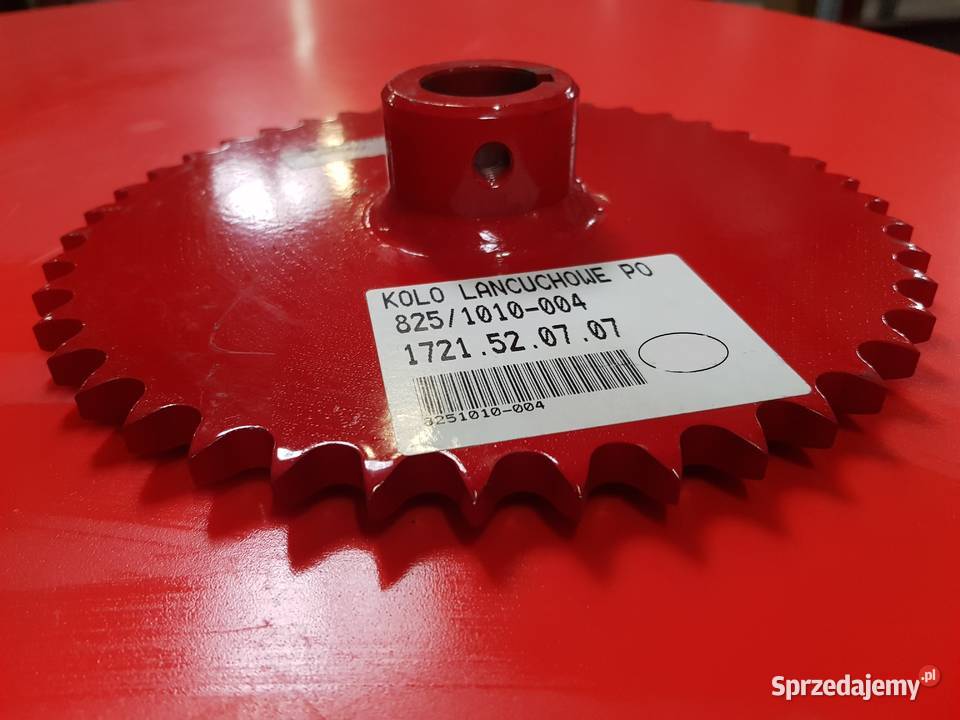 KOLO LANCUCHOWE PO
825/1010-004
1721.52.07.07
8251010-004
Sprzedajemy.pl